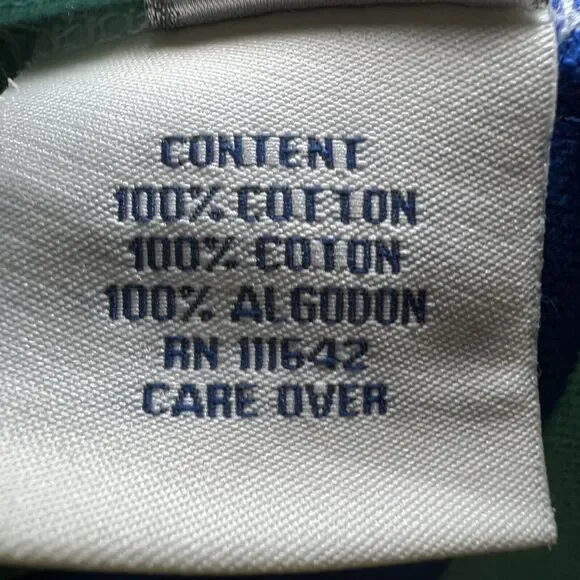 CONTENT
100% COTTON
100% COTON
100% ALGODON
RN 111642
CARE OVER